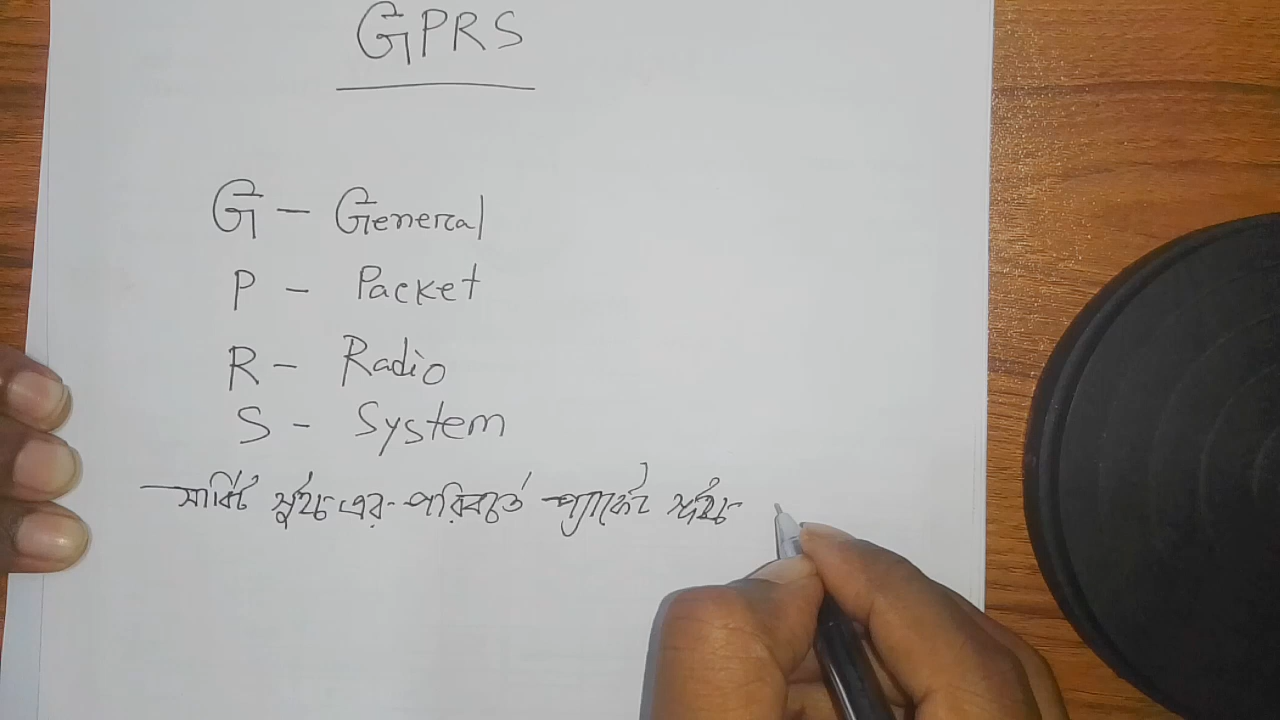 GPRS
G - General
P - Packet
R - Radio
S - System
সার্কিট সুইচ এর পরিবর্তে প্যাকেট সুইচ